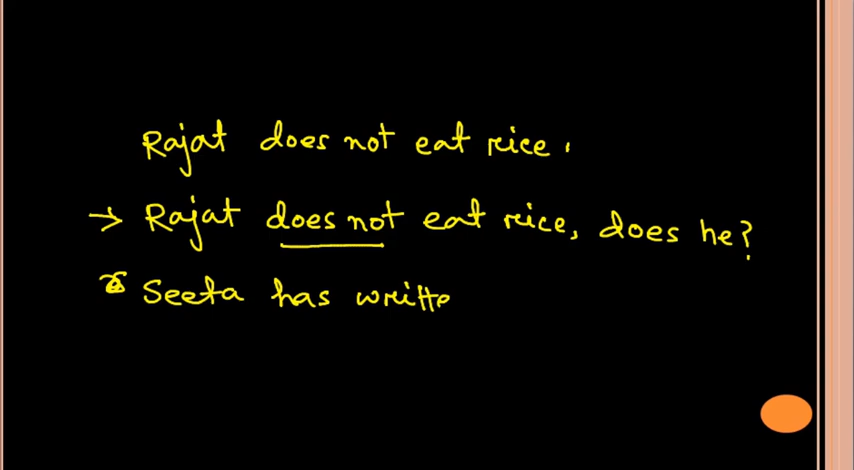 Rajat does not eat rice.
→ Rajat does not eat rice, does he?
Seeta has writte